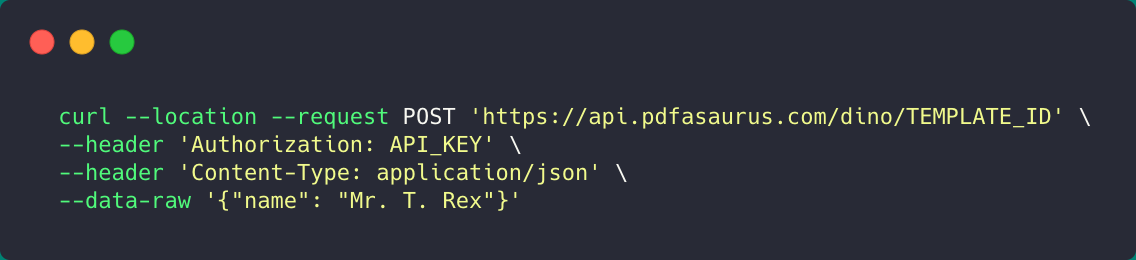 curl --location --request POST 'https://api.pdfasaurus.com/dino/TEMPLATE_ID' \
--header 'Authorization: API_KEY' \
--header 'Content-Type: application/json' \
--data-raw '{"name": "Mr. T. Rex"}'